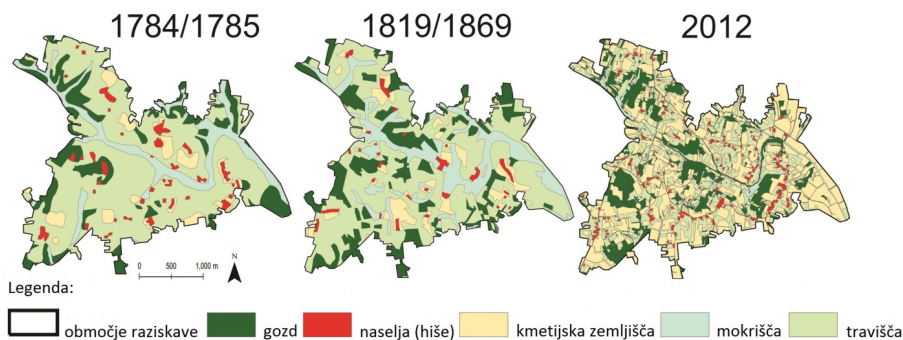 1784/1785 1819/1869 2012
0 500 1,000 m N
Legenda:
območje raziskave gozd naselja (hiše) kmetijska zemljišča mokrišča travišča